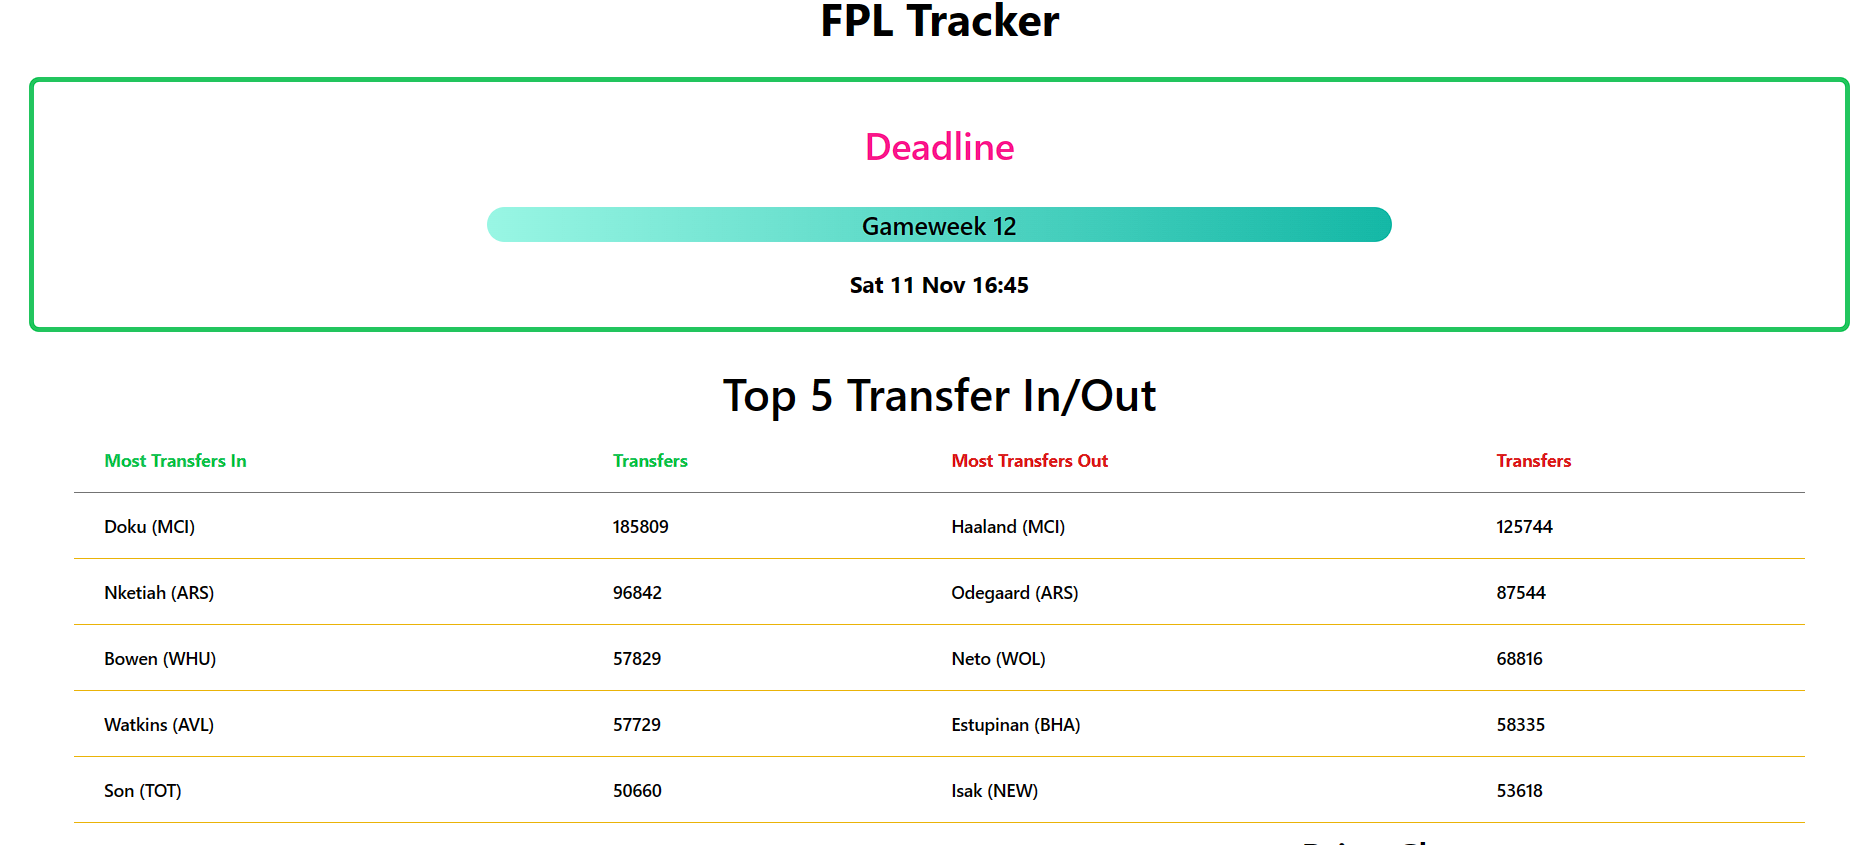 FPL Tracker
Deadline
Gameweek 12
Sat 11 Nov 16:45
Top 5 Transfer In/Out
Most Transfers In Transfers Most Transfers Out Transfers
Doku (MCI) 185809 Haaland (MCI) 125744
Nketiah (ARS) 96842 Odegaard (ARS) 87544
Bowen (WHU) 57829 Neto (WOL) 68816
Watkins (AVL) 57729 Estupinan (BHA) 58335
Son (TOT) 50660 Isak (NEW) 53618